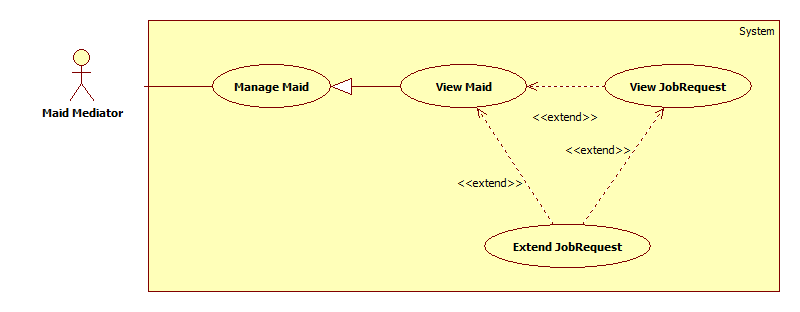 System
Manage Maid
View Maid
View JobRequest
Maid Mediator
<<extend>>
<<extend>>
<<extend>>
Extend JobRequest